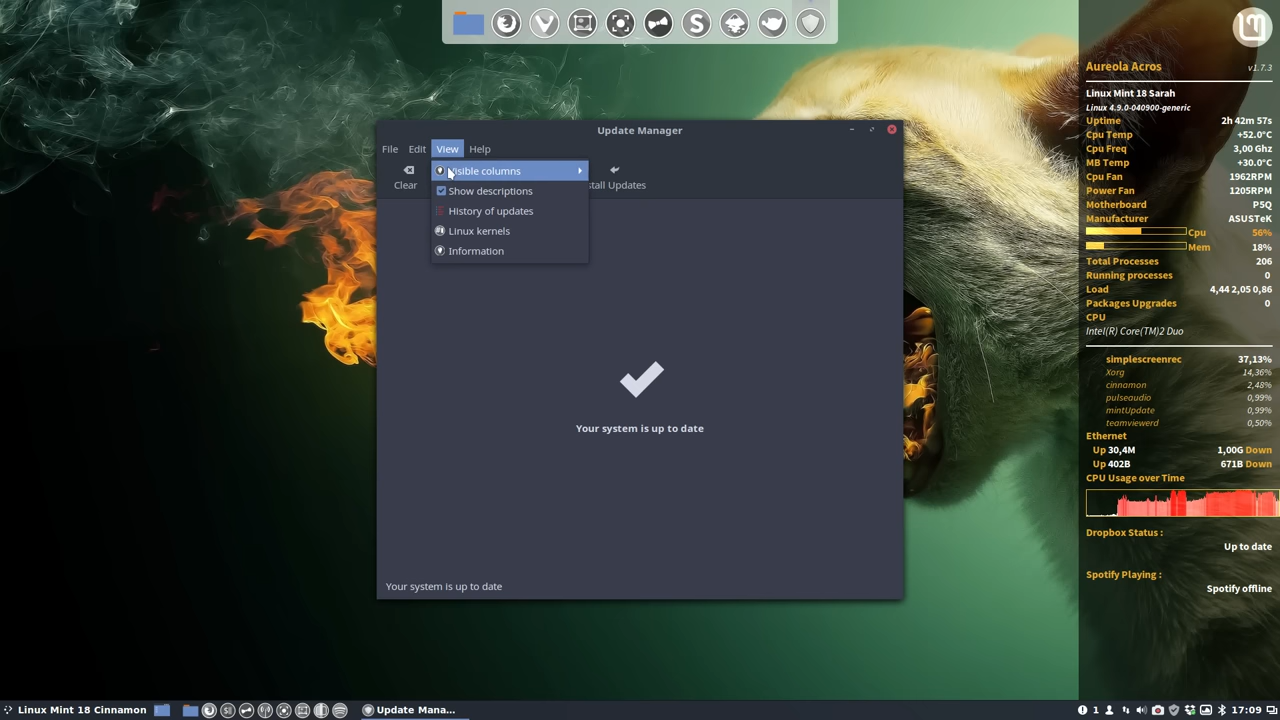 Update Manager
File Edit View Help
Clear
stall Updates
Visible columns
Show descriptions
History of updates
Linux kernels
Information
Your system is up to date
Your system is up to date
Aureola Acros v1.7.3
Linux Mint 18 Sarah
Linux 4.9.0-040900-generic
Uptime 2h 42m 57s
Cpu Temp +52.0°C
Cpu Freq 3,00 Ghz
MB Temp +30.0°C
Cpu Fan 1962RPM
Power Fan 1205RPM
Motherboard P5Q
Manufacturer ASUSTeK
Cpu 56%
Mem 18%
Total Processes 206
Running processes 0
Load 4,44 2,05 0,86
Packages Upgrades 0
CPU
Intel(R) Core(TM)2 Duo
simplescreenrec 37,13%
Xorg 14,36%
cinnamon 2,48%
pulseaudio 0,99%
mintUpdate 0,99%
teamviewerd 0,50%
Ethernet
Up 30,4M 1,00G Down
Up 402B 671B Down
CPU Usage over Time
Dropbox Status :
Up to date
Spotify Playing :
Spotify offline
Linux Mint 18 Cinnamon
Update Mana...
1
17:09